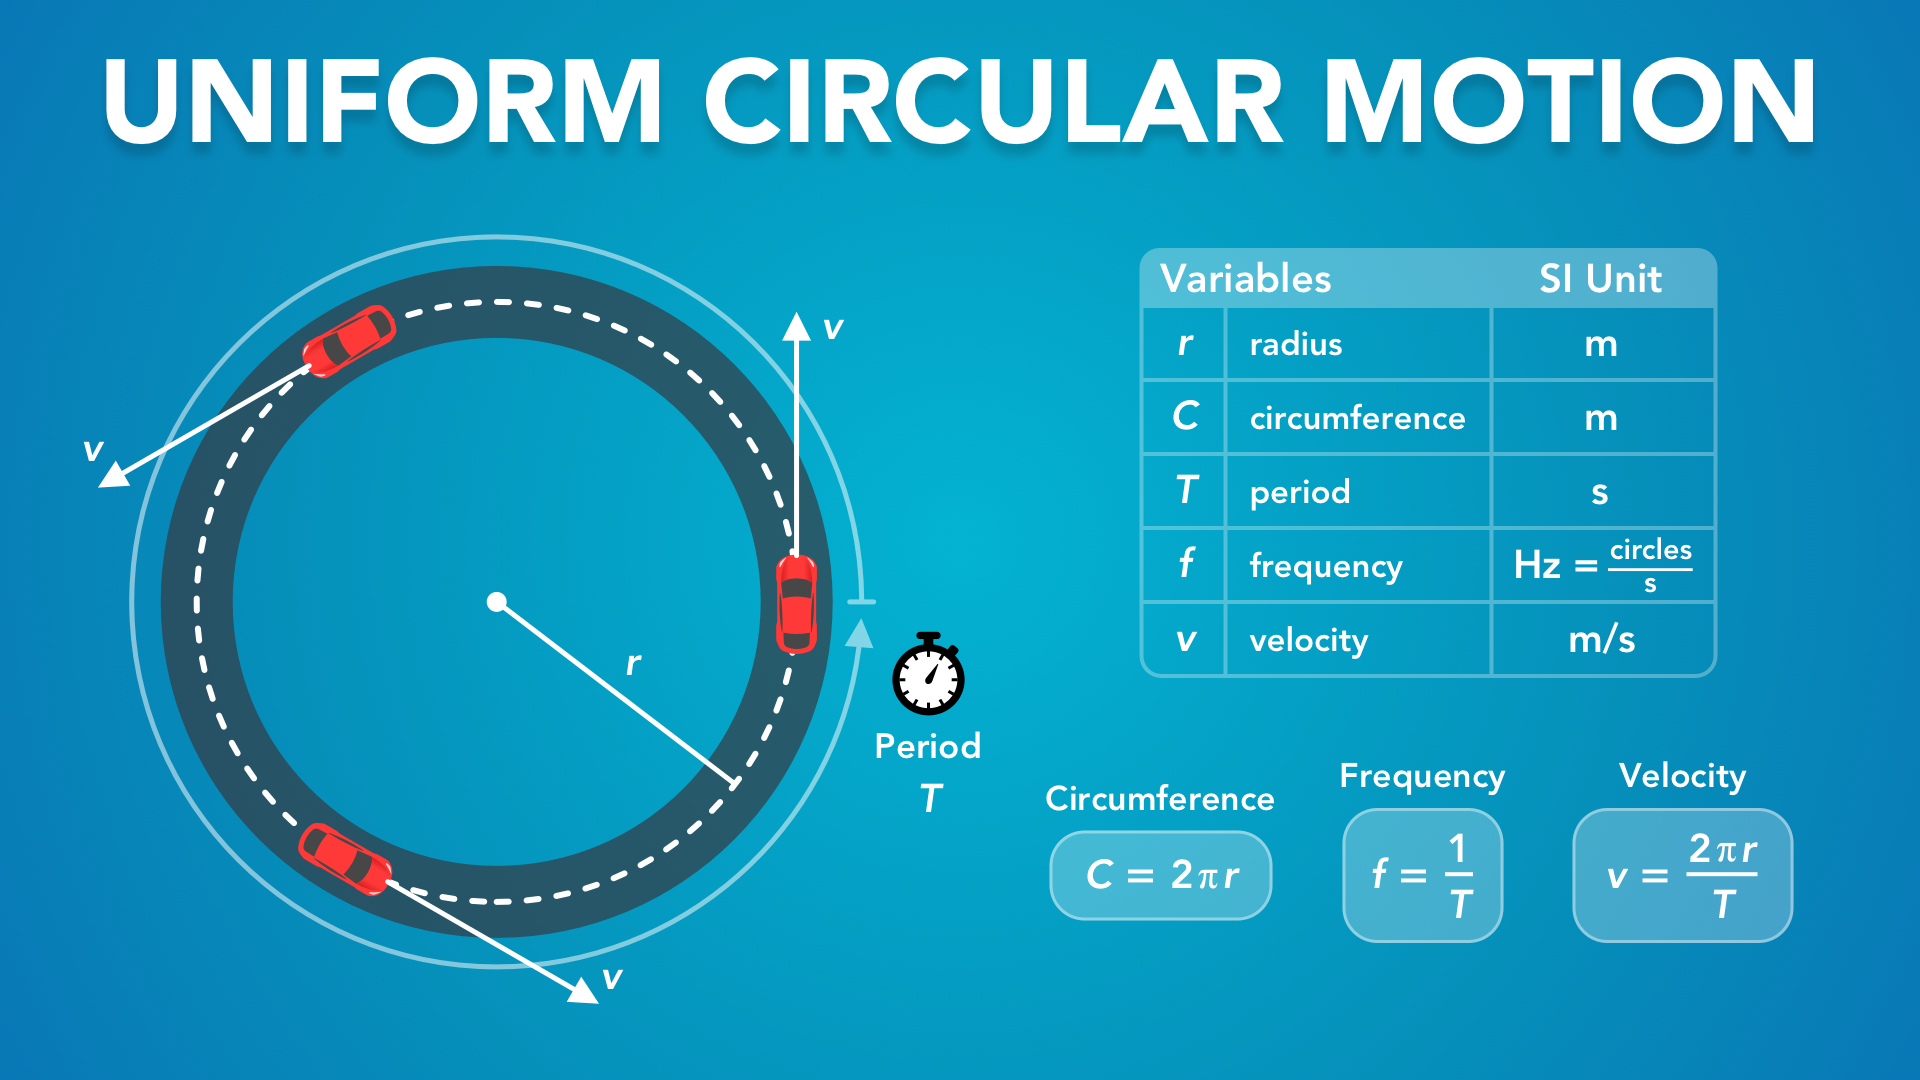 UNIFORM CIRCULAR MOTION
v
v
r
v
Period
T
Variables SI Unit
r radius m
C circumference m
T period s
f frequency Hz = circles/s
v velocity m/s
Circumference
C = 2πr
Frequency
f = 1/T
Velocity
v = 2πr/T